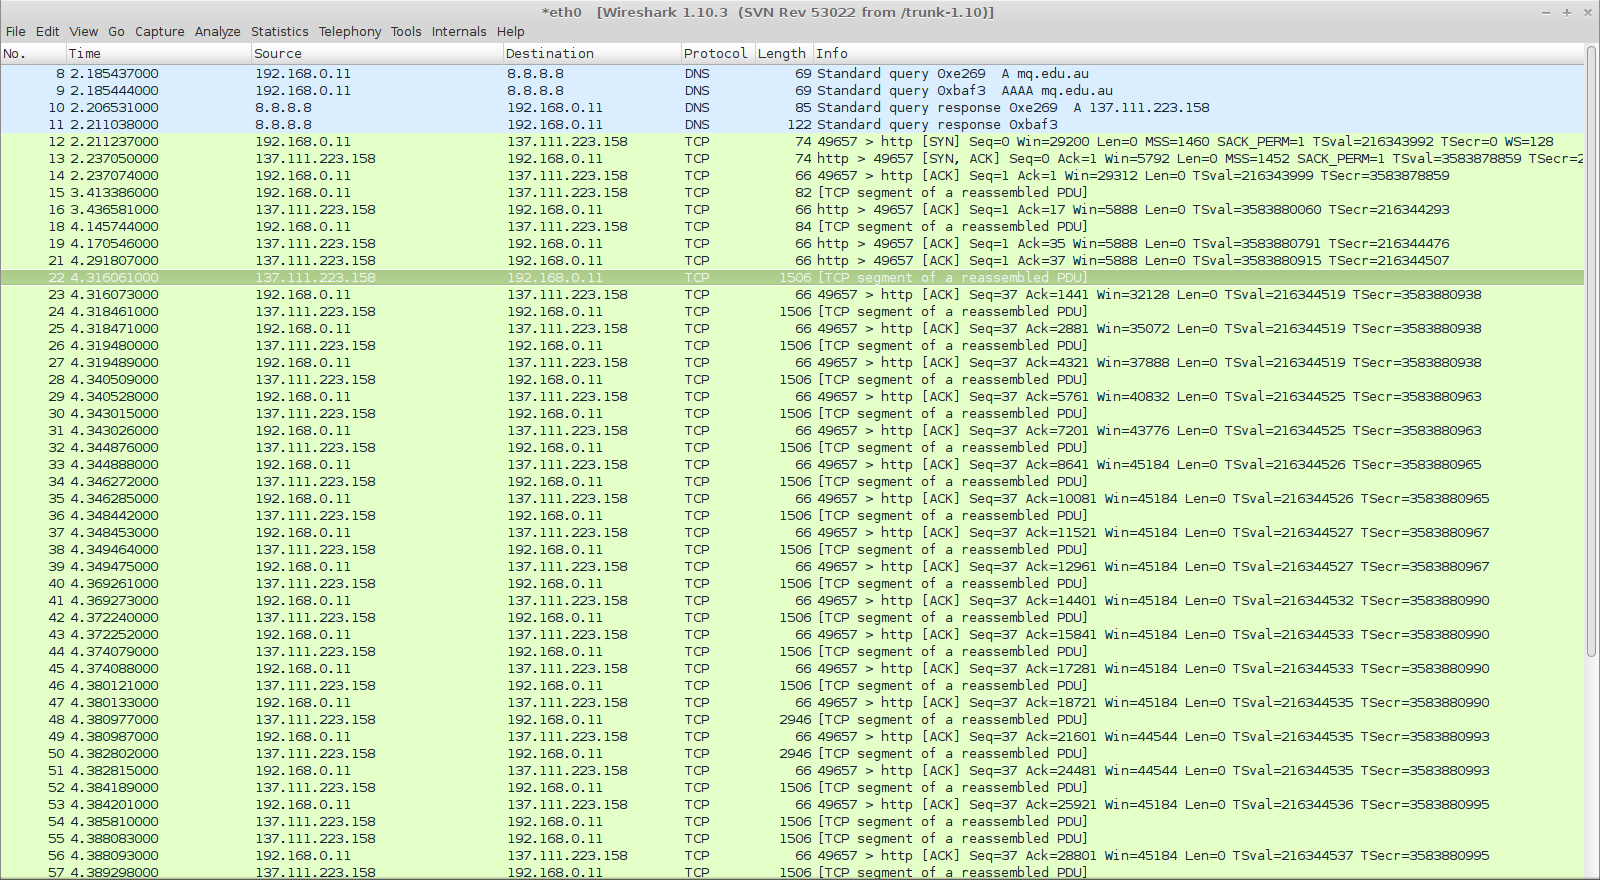 *eth0   [Wireshark 1.10.3  (SVN Rev 53022 from /trunk-1.10)]
File Edit View Go Capture Analyze Statistics Telephony Tools Internals Help
No. Time Source Destination Protocol Length Info
8 2.185437000 192.168.0.11 8.8.8.8 DNS 69 Standard query 0xe269  A mq.edu.au
9 2.185444000 192.168.0.11 8.8.8.8 DNS 69 Standard query 0xbaf3  AAAA mq.edu.au
10 2.206531000 8.8.8.8 192.168.0.11 DNS 85 Standard query response 0xe269  A 137.111.223.158
11 2.211038000 8.8.8.8 192.168.0.11 DNS 122 Standard query response 0xbaf3
12 2.211237000 192.168.0.11 137.111.223.158 TCP 74 49657 > http [SYN] Seq=0 Win=29200 Len=0 MSS=1460 SACK_PERM=1 TSval=216343992 TSecr=0 WS=128
13 2.237050000 137.111.223.158 192.168.0.11 TCP 74 http > 49657 [SYN, ACK] Seq=0 Ack=1 Win=5792 Len=0 MSS=1452 SACK_PERM=1 TSval=3583878859 TSecr=2
14 2.237074000 192.168.0.11 137.111.223.158 TCP 66 49657 > http [ACK] Seq=1 Ack=1 Win=29312 Len=0 TSval=216343999 TSecr=3583878859
15 3.413386000 192.168.0.11 137.111.223.158 TCP 82 [TCP segment of a reassembled PDU]
16 3.436581000 137.111.223.158 192.168.0.11 TCP 66 http > 49657 [ACK] Seq=1 Ack=17 Win=5888 Len=0 TSval=3583880060 TSecr=216344293
18 4.145744000 192.168.0.11 137.111.223.158 TCP 84 [TCP segment of a reassembled PDU]
19 4.170546000 137.111.223.158 192.168.0.11 TCP 66 http > 49657 [ACK] Seq=1 Ack=35 Win=5888 Len=0 TSval=3583880791 TSecr=216344476
21 4.291807000 137.111.223.158 192.168.0.11 TCP 66 http > 49657 [ACK] Seq=1 Ack=37 Win=5888 Len=0 TSval=3583880915 TSecr=216344507
22 4.316061000 137.111.223.158 192.168.0.11 TCP 1506 [TCP segment of a reassembled PDU]
23 4.316073000 192.168.0.11 137.111.223.158 TCP 66 49657 > http [ACK] Seq=37 Ack=1441 Win=32128 Len=0 TSval=216344519 TSecr=3583880938
24 4.318461000 137.111.223.158 192.168.0.11 TCP 1506 [TCP segment of a reassembled PDU]
25 4.318471000 192.168.0.11 137.111.223.158 TCP 66 49657 > http [ACK] Seq=37 Ack=2881 Win=35072 Len=0 TSval=216344519 TSecr=3583880938
26 4.319480000 137.111.223.158 192.168.0.11 TCP 1506 [TCP segment of a reassembled PDU]
27 4.319489000 192.168.0.11 137.111.223.158 TCP 66 49657 > http [ACK] Seq=37 Ack=4321 Win=37888 Len=0 TSval=216344519 TSecr=3583880938
28 4.340509000 137.111.223.158 192.168.0.11 TCP 1506 [TCP segment of a reassembled PDU]
29 4.340528000 192.168.0.11 137.111.223.158 TCP 66 49657 > http [ACK] Seq=37 Ack=5761 Win=40832 Len=0 TSval=216344525 TSecr=3583880963
30 4.343015000 137.111.223.158 192.168.0.11 TCP 1506 [TCP segment of a reassembled PDU]
31 4.343026000 192.168.0.11 137.111.223.158 TCP 66 49657 > http [ACK] Seq=37 Ack=7201 Win=43776 Len=0 TSval=216344525 TSecr=3583880963
32 4.344876000 137.111.223.158 192.168.0.11 TCP 1506 [TCP segment of a reassembled PDU]
33 4.344888000 192.168.0.11 137.111.223.158 TCP 66 49657 > http [ACK] Seq=37 Ack=8641 Win=45184 Len=0 TSval=216344526 TSecr=3583880965
34 4.346272000 137.111.223.158 192.168.0.11 TCP 1506 [TCP segment of a reassembled PDU]
35 4.346285000 192.168.0.11 137.111.223.158 TCP 66 49657 > http [ACK] Seq=37 Ack=10081 Win=45184 Len=0 TSval=216344526 TSecr=3583880965
36 4.348442000 137.111.223.158 192.168.0.11 TCP 1506 [TCP segment of a reassembled PDU]
37 4.348453000 192.168.0.11 137.111.223.158 TCP 66 49657 > http [ACK] Seq=37 Ack=11521 Win=45184 Len=0 TSval=216344527 TSecr=3583880967
38 4.349464000 137.111.223.158 192.168.0.11 TCP 1506 [TCP segment of a reassembled PDU]
39 4.349475000 192.168.0.11 137.111.223.158 TCP 66 49657 > http [ACK] Seq=37 Ack=12961 Win=45184 Len=0 TSval=216344527 TSecr=3583880967
40 4.369261000 137.111.223.158 192.168.0.11 TCP 1506 [TCP segment of a reassembled PDU]
41 4.369273000 192.168.0.11 137.111.223.158 TCP 66 49657 > http [ACK] Seq=37 Ack=14401 Win=45184 Len=0 TSval=216344532 TSecr=3583880990
42 4.372240000 137.111.223.158 192.168.0.11 TCP 1506 [TCP segment of a reassembled PDU]
43 4.372252000 192.168.0.11 137.111.223.158 TCP 66 49657 > http [ACK] Seq=37 Ack=15841 Win=45184 Len=0 TSval=216344533 TSecr=3583880990
44 4.374079000 137.111.223.158 192.168.0.11 TCP 1506 [TCP segment of a reassembled PDU]
45 4.374088000 192.168.0.11 137.111.223.158 TCP 66 49657 > http [ACK] Seq=37 Ack=17281 Win=45184 Len=0 TSval=216344533 TSecr=3583880990
46 4.380121000 137.111.223.158 192.168.0.11 TCP 1506 [TCP segment of a reassembled PDU]
47 4.380133000 192.168.0.11 137.111.223.158 TCP 66 49657 > http [ACK] Seq=37 Ack=18721 Win=45184 Len=0 TSval=216344535 TSecr=3583880990
48 4.380977000 137.111.223.158 192.168.0.11 TCP 2946 [TCP segment of a reassembled PDU]
49 4.380987000 192.168.0.11 137.111.223.158 TCP 66 49657 > http [ACK] Seq=37 Ack=21601 Win=44544 Len=0 TSval=216344535 TSecr=3583880993
50 4.382802000 137.111.223.158 192.168.0.11 TCP 2946 [TCP segment of a reassembled PDU]
51 4.382815000 192.168.0.11 137.111.223.158 TCP 66 49657 > http [ACK] Seq=37 Ack=24481 Win=44544 Len=0 TSval=216344535 TSecr=3583880993
52 4.384189000 137.111.223.158 192.168.0.11 TCP 1506 [TCP segment of a reassembled PDU]
53 4.384201000 192.168.0.11 137.111.223.158 TCP 66 49657 > http [ACK] Seq=37 Ack=25921 Win=45184 Len=0 TSval=216344536 TSecr=3583880995
54 4.385810000 137.111.223.158 192.168.0.11 TCP 1506 [TCP segment of a reassembled PDU]
55 4.388083000 137.111.223.158 192.168.0.11 TCP 1506 [TCP segment of a reassembled PDU]
56 4.388093000 192.168.0.11 137.111.223.158 TCP 66 49657 > http [ACK] Seq=37 Ack=28801 Win=45184 Len=0 TSval=216344537 TSecr=3583880995
57 4.389298000 137.111.223.158 192.168.0.11 TCP 1506 [TCP segment of a reassembled PDU]